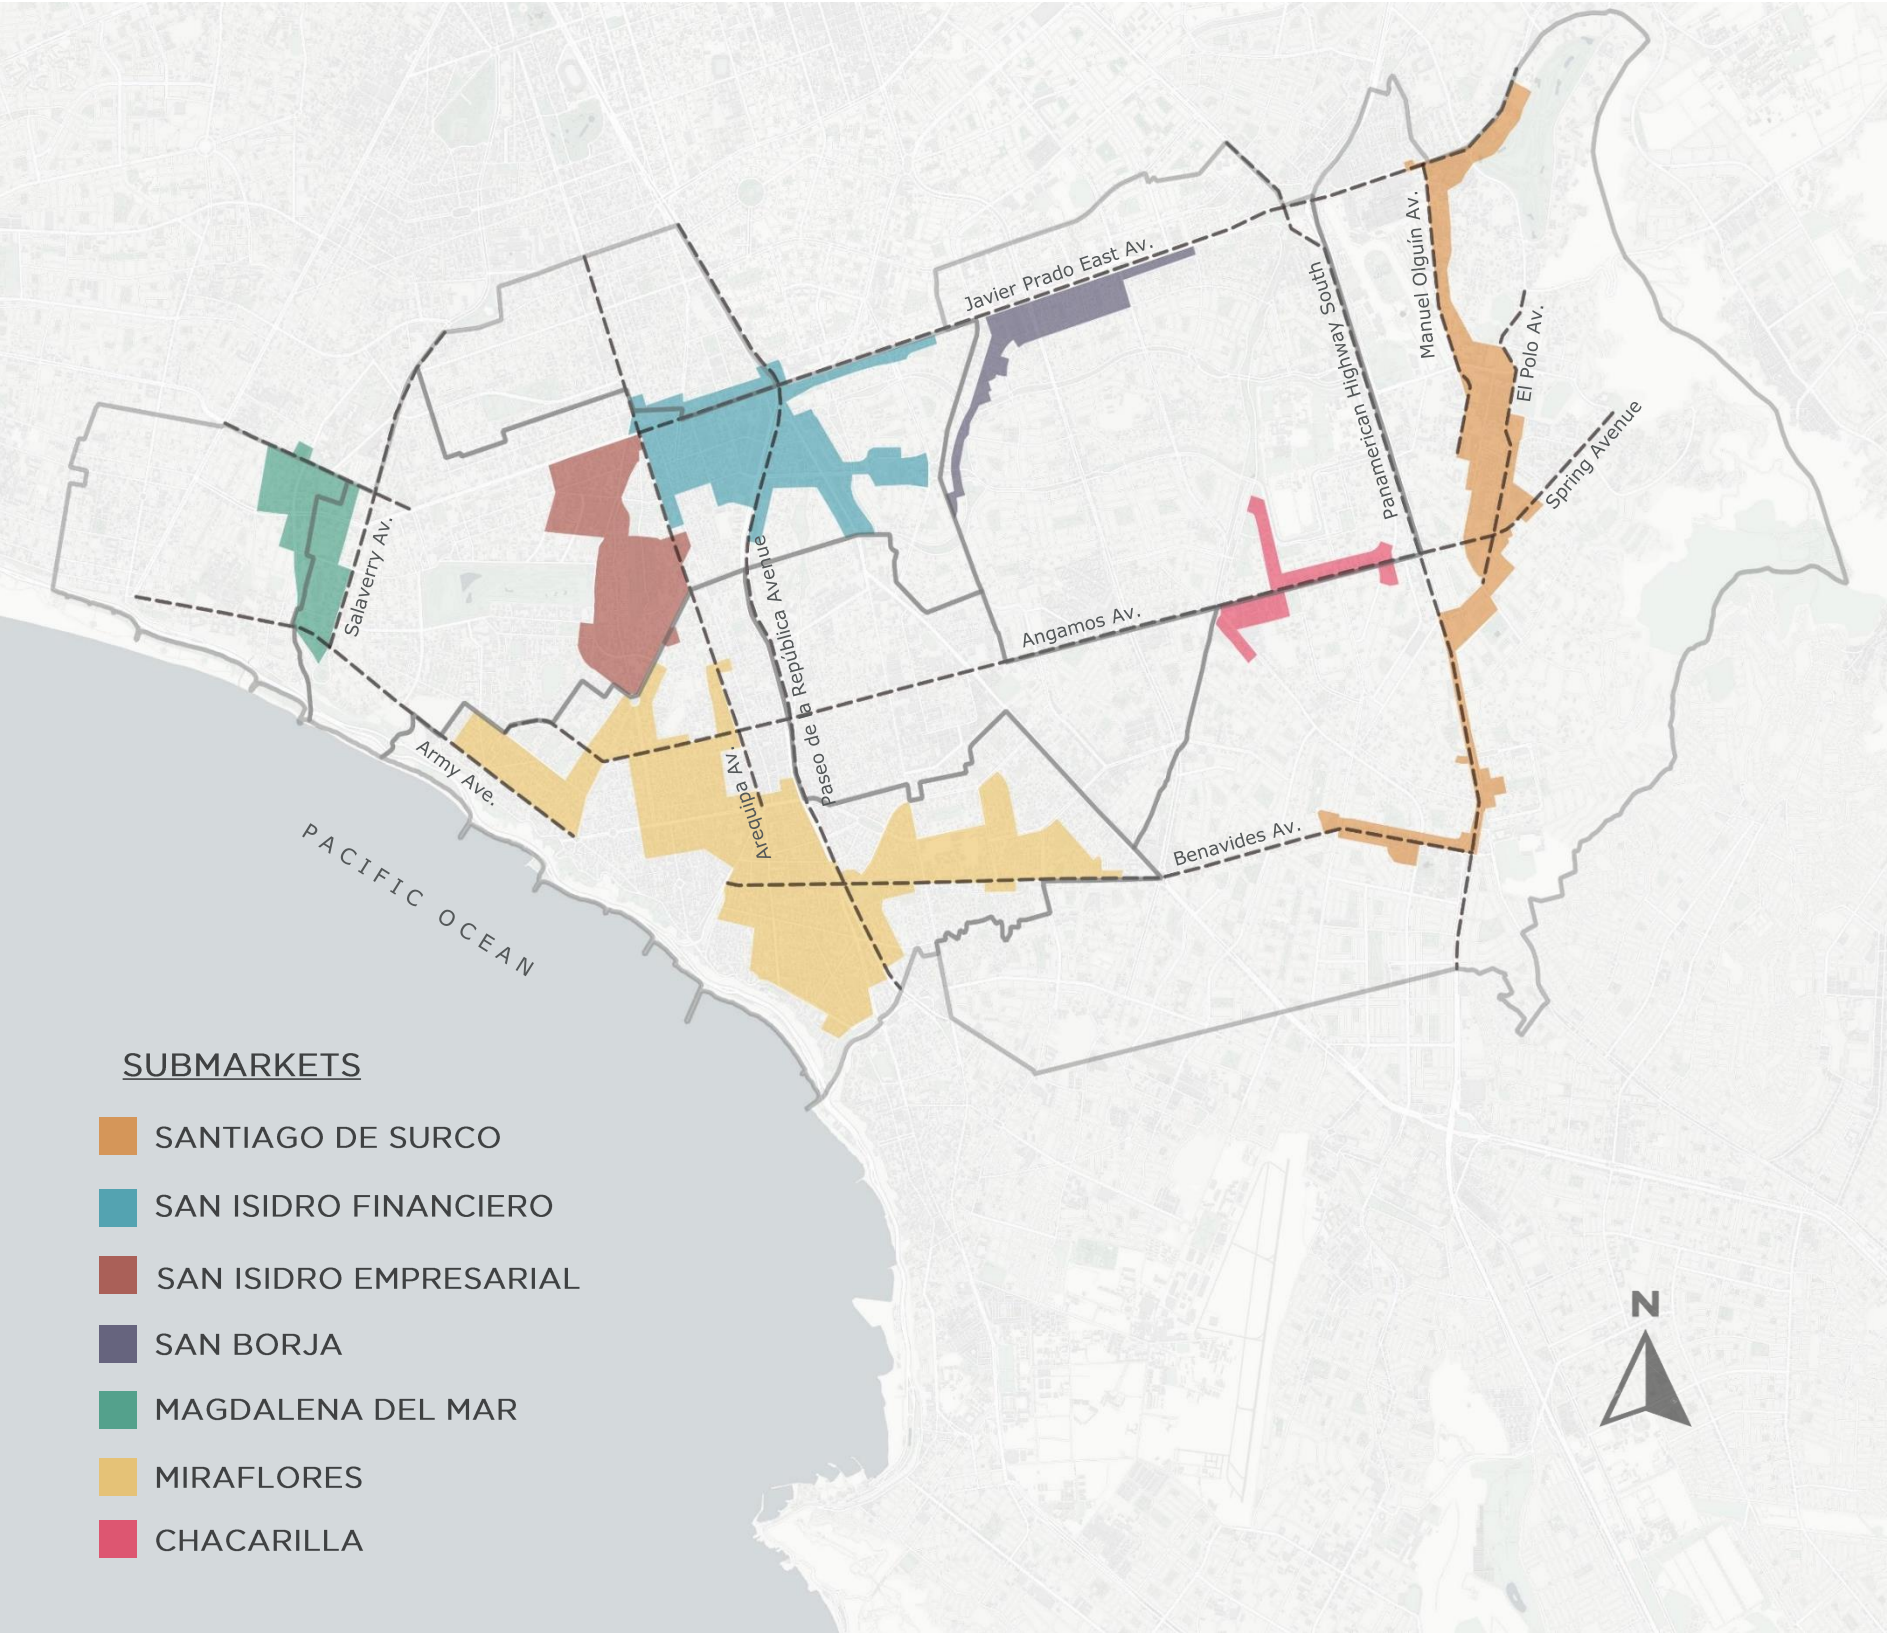 Javier Prado East Av.
Manuel Olguín Av.
Panamerican Highway South
El Polo Av.
Spring Avenue
Salaverry Av.
Angamos Av.
Paseo de la República Avenue
Army Ave.
Arequipa Av.
Benavides Av.
PACIFIC OCEAN
SUBMARKETS
SANTIAGO DE SURCO
SAN ISIDRO FINANCIERO
SAN ISIDRO EMPRESARIAL
SAN BORJA
MAGDALENA DEL MAR
MIRAFLORES
CHACARILLA
N